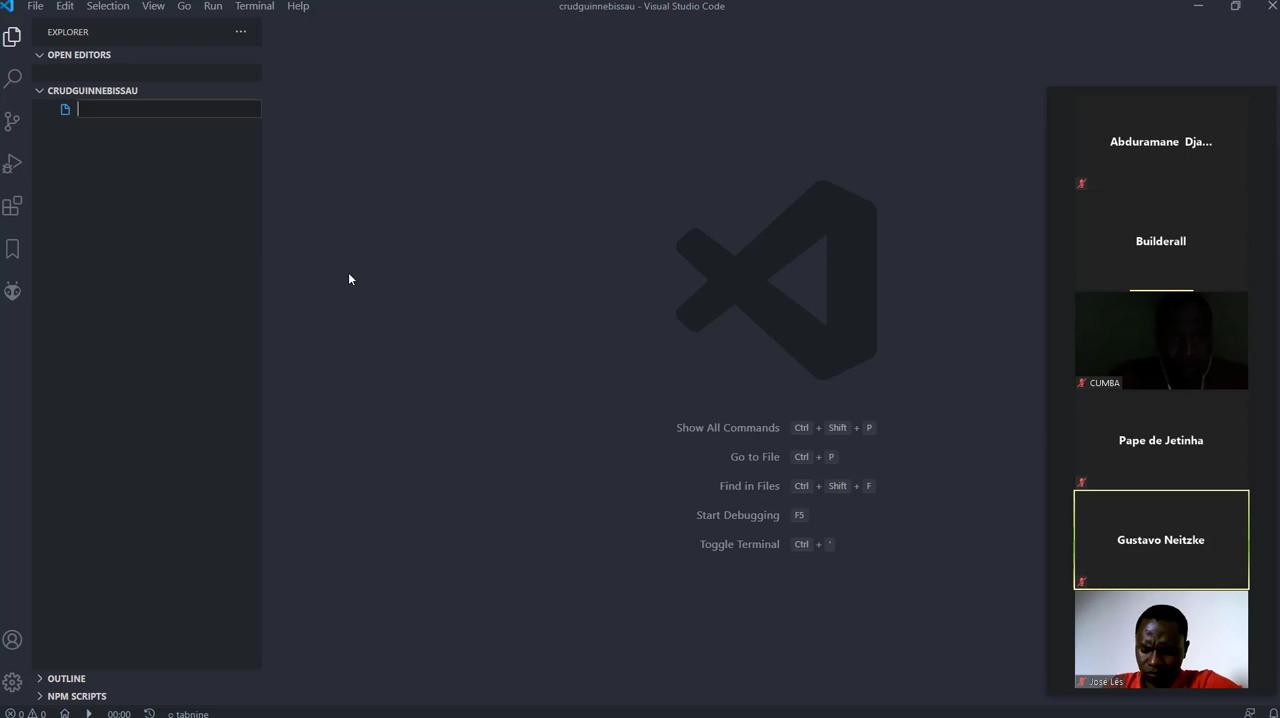 File Edit Selection View Go Run Terminal Help
crudguinnebissau - Visual Studio Code
EXPLORER
OPEN EDITORS
CRUDGUINNEBISSAU
Show All Commands Ctrl + Shift + P
Go to File Ctrl + P
Find in Files Ctrl + Shift + F
Start Debugging F5
Toggle Terminal Ctrl + '
OUTLINE
NPM SCRIPTS
0 0 00:00 tabnine
Abduramane Dja...
Builderall
CUMBA
Pape de Jetinha
Gustavo Neitzke
José Lés